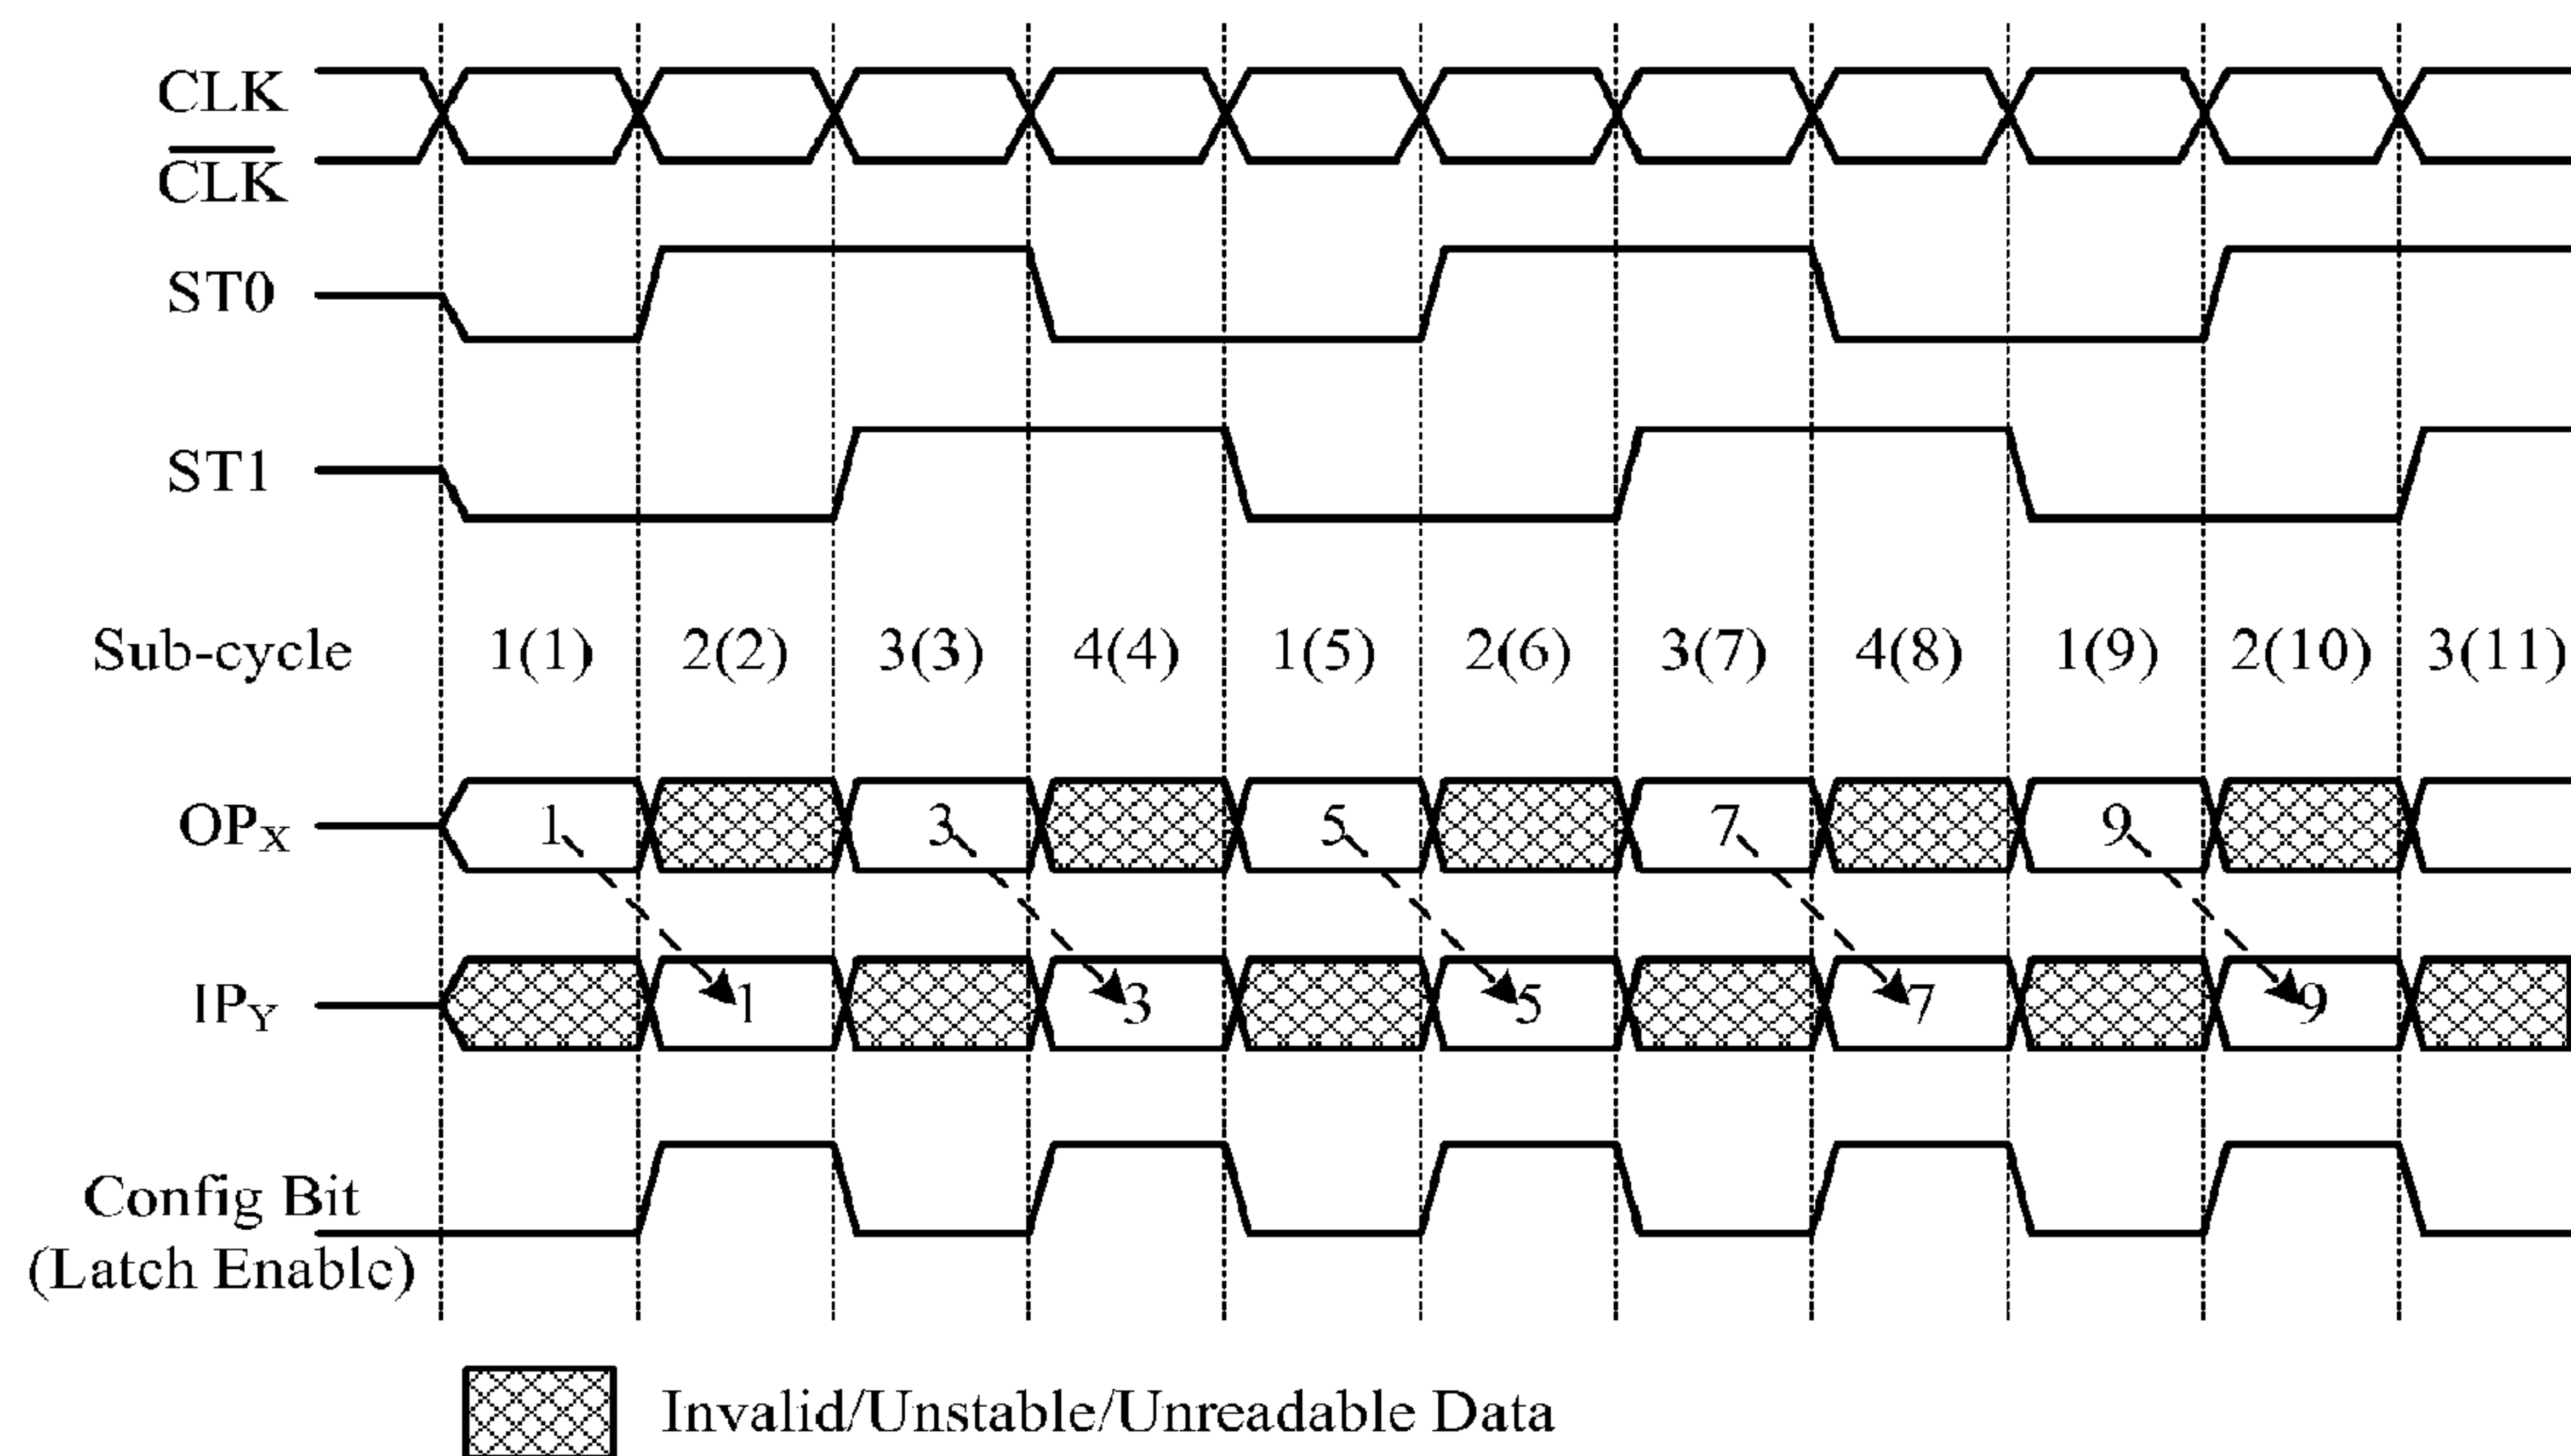 CLK
CLK
ST0
ST1
Sub-cycle 1(1) 2(2) 3(3) 4(4) 1(5) 2(6) 3(7) 4(8) 1(9) 2(10) 3(11)
OPX 1 3 5 7 9
IPY 1 3 5 7 9
Config Bit
(Latch Enable)
Invalid/Unstable/Unreadable Data